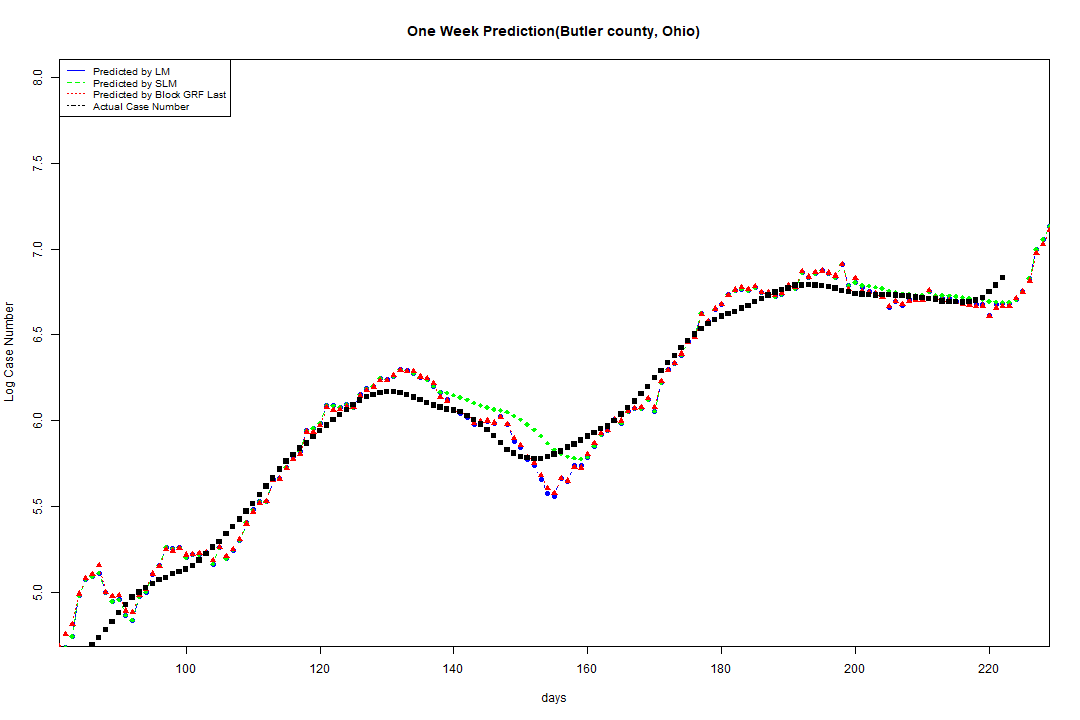 One Week Prediction(Butler county, Ohio)
Predicted by LM
Predicted by SLM
Predicted by Block GRF Last
Actual Case Number
8.0
7.5
7.0
6.5
6.0
5.5
5.0
Log Case Number
100 120 140 160 180 200 220
days